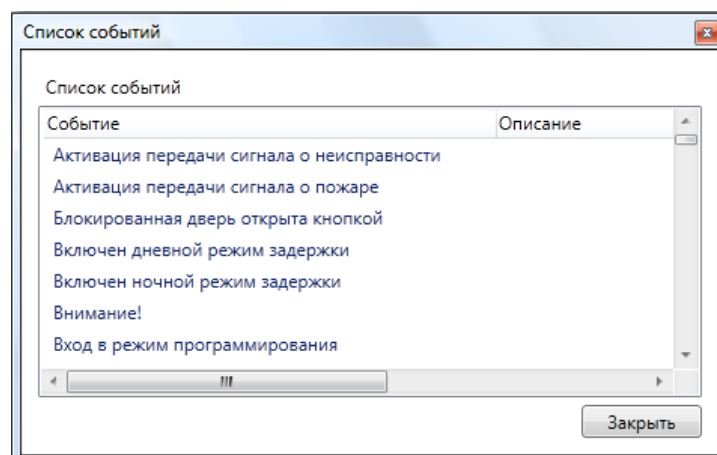 Список событий
Список событий
Событие Описание
Активация передачи сигнала о неисправности
Активация передачи сигнала о пожаре
Блокированная дверь открыта кнопкой
Включен дневной режим задержки
Включен ночной режим задержки
Внимание!
Вход в режим программирования
Закрыть